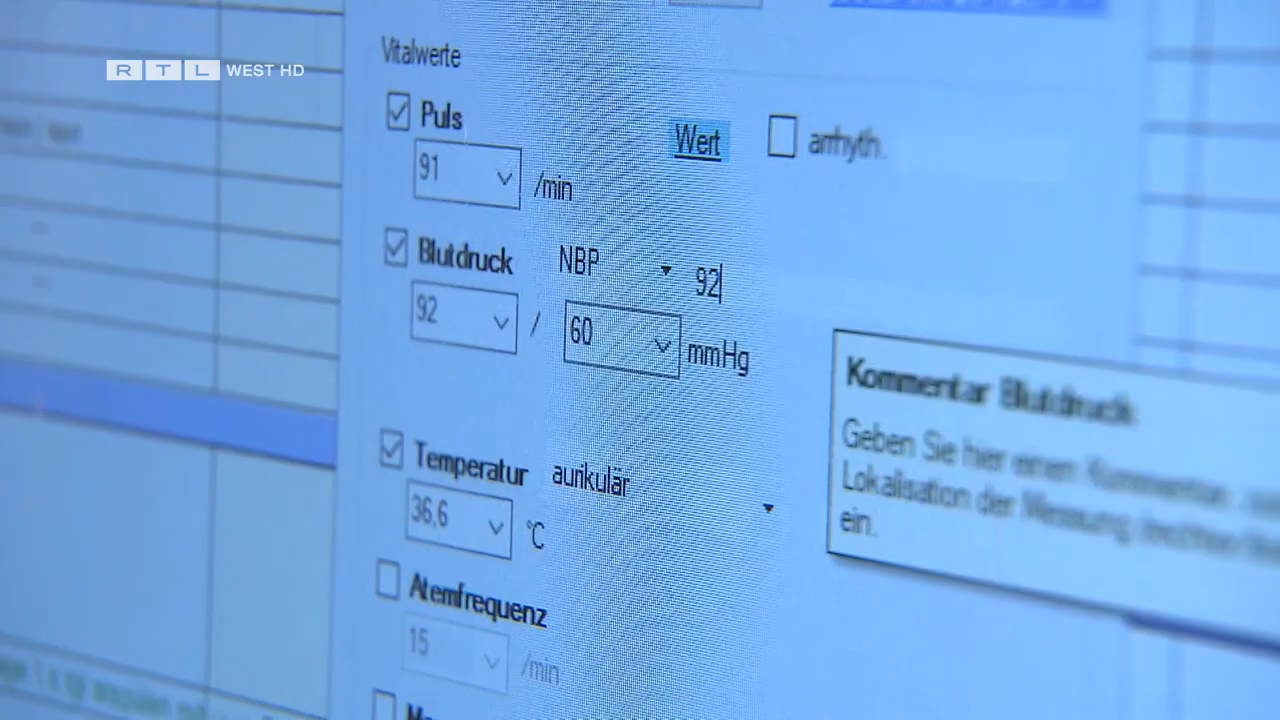 RTL WEST HD
Vitalwerte
Puls
91 /min
Wert
arrhyth.
Blutdruck NBP 92
92 / 60 mmHg
Kommentar Blutdruck
Geben Sie hier einen Kommentar
Lokalisation der Messung
ein.
Temperatur aurikulär
36,6 °C
Atemfrequenz
15 /min